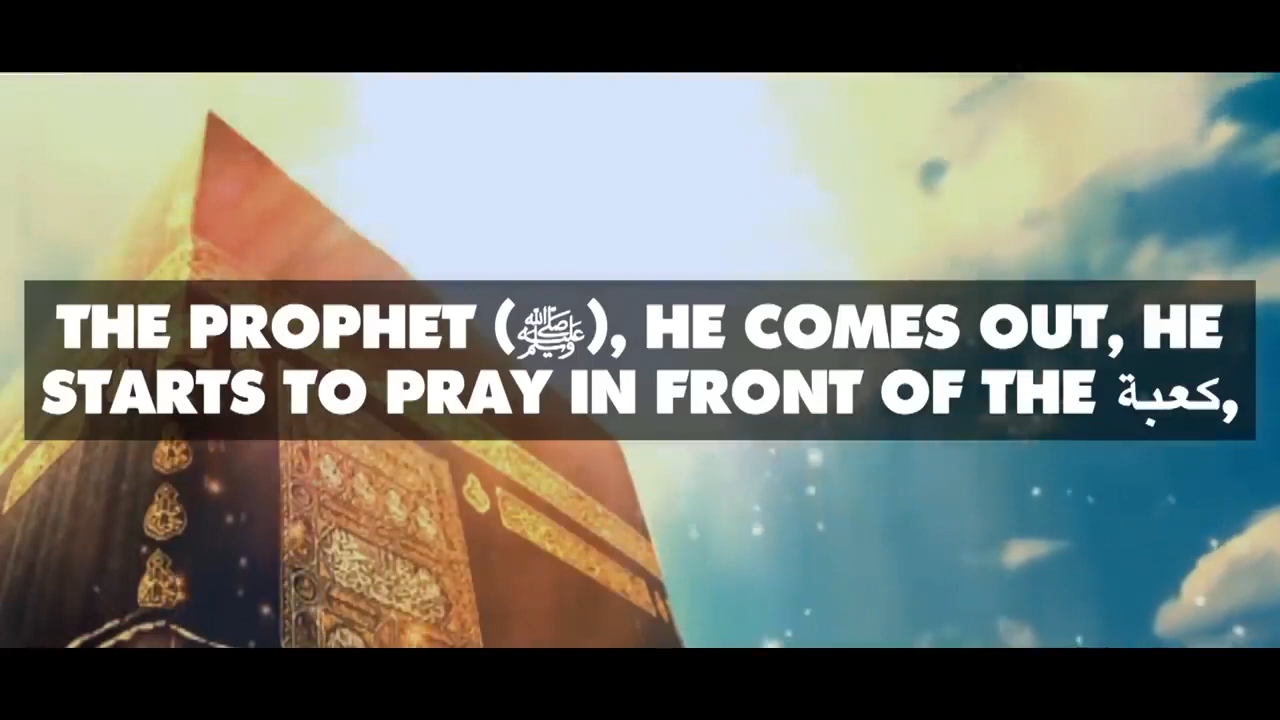 THE PROPHET (ﷺ), HE COMES OUT, HE
STARTS TO PRAY IN FRONT OF THE كعبة,